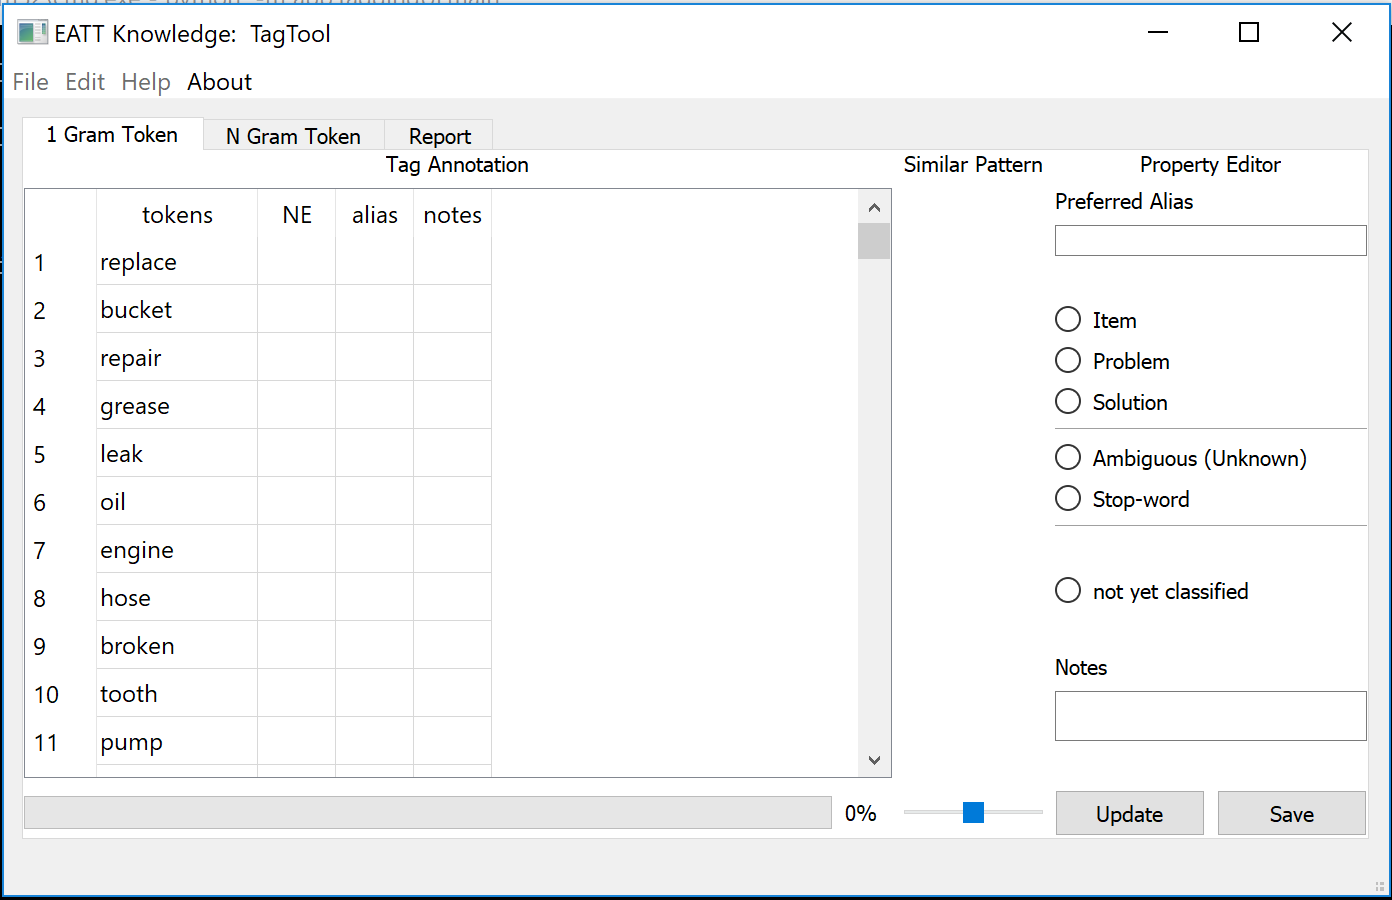 EATT Knowledge: TagTool
File Edit Help About
1 Gram Token N Gram Token Report
Tag Annotation Similar Pattern Property Editor
tokens NE alias notes
1 replace
2 bucket
3 repair
4 grease
5 leak
6 oil
7 engine
8 hose
9 broken
10 tooth
11 pump
Preferred Alias
Item
Problem
Solution
Ambiguous (Unknown)
Stop-word
not yet classified
Notes
0% Update Save